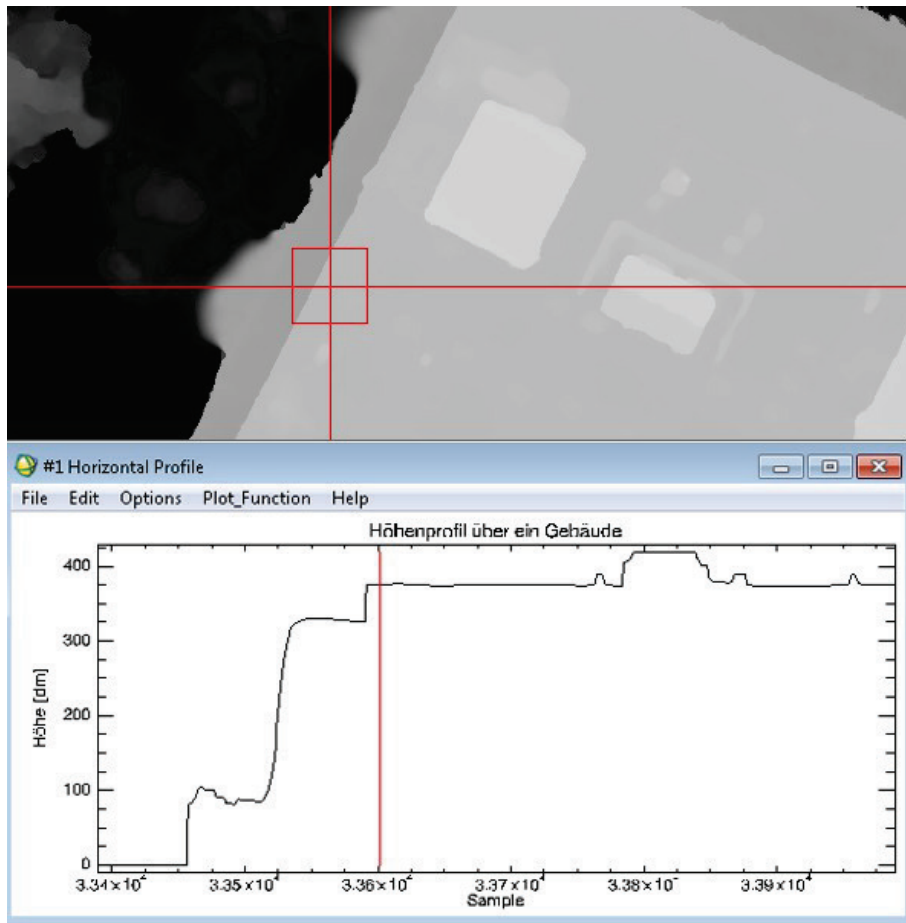 #1 Horizontal Profile
File Edit Options Plot_Function Help
Höhenprofil über ein Gebäude
400
300
200
100
0
Höhe [dm]
3.34×10⁴ 3.35×10⁴ 3.36×10⁴ 3.37×10⁴ 3.38×10⁴ 3.39×10⁴
Sample